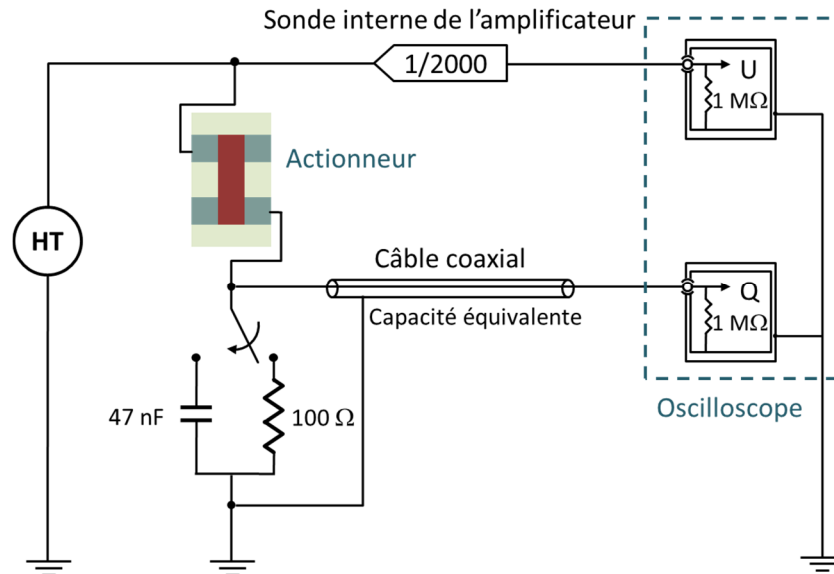 Sonde interne de l’amplificateur
1/2000
U
1 MΩ
Actionneur
HT
Câble coaxial
Q
Capacité équivalente
1 MΩ
47 nF
100 Ω
Oscilloscope